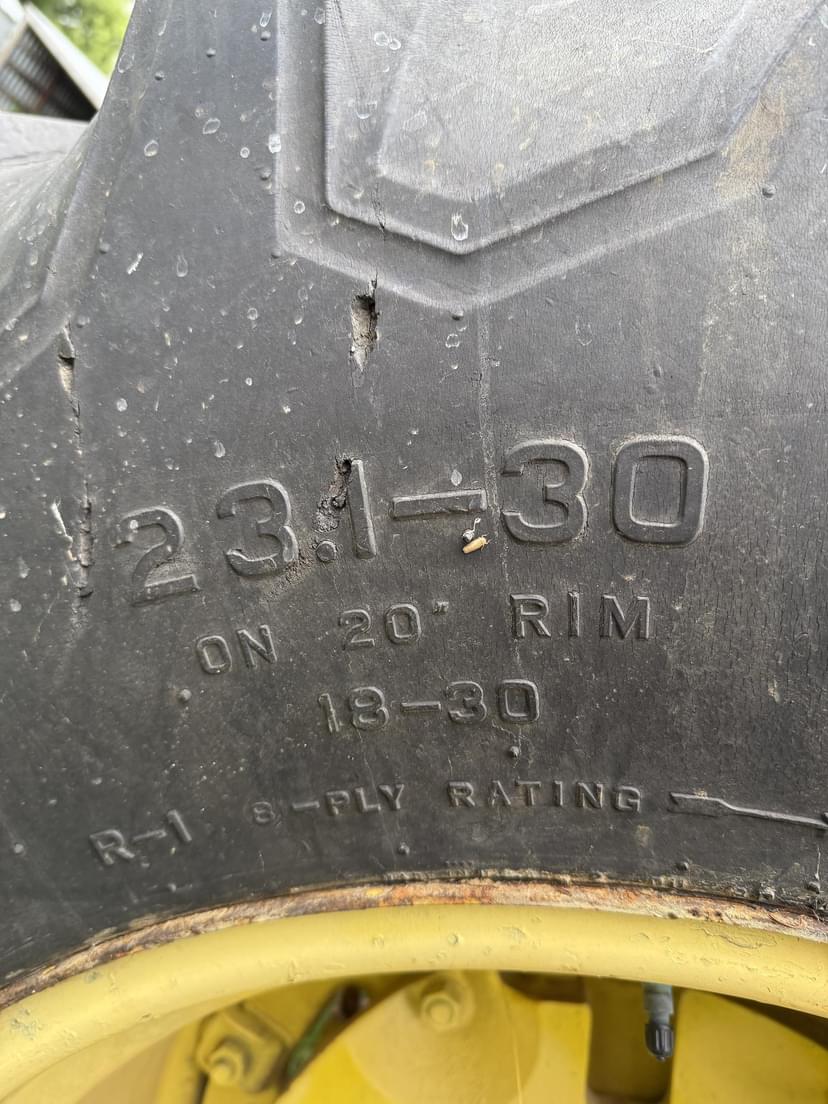 23.1-30
ON 20" RIM
18-30
R-1 8-PLY RATING